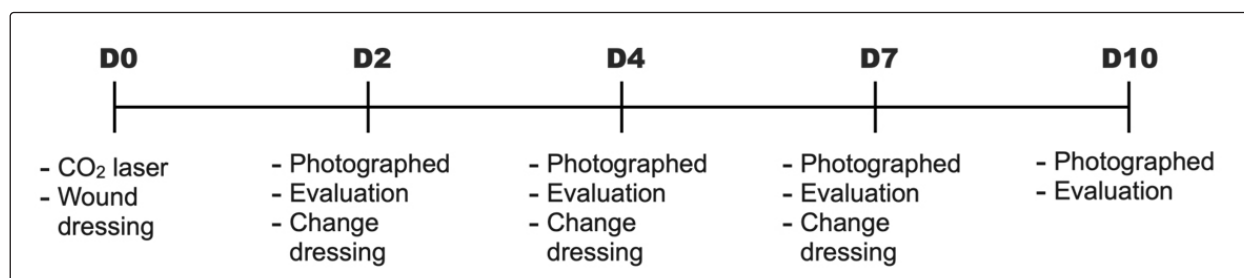 D0
D2
D4
D7
D10
- CO₂ laser
- Wound
dressing
- Photographed
- Evaluation
- Change
dressing
- Photographed
- Evaluation
- Change
dressing
- Photographed
- Evaluation
- Change
dressing
- Photographed
- Evaluation